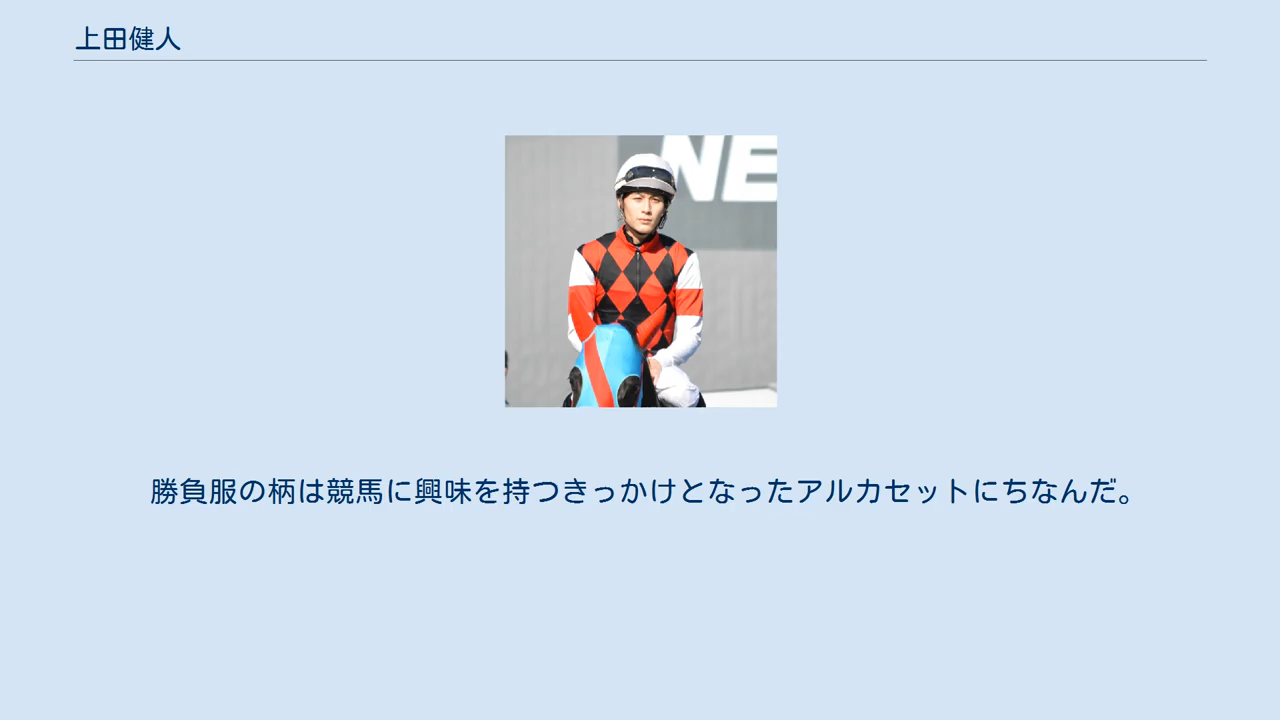 上田健人
NE
勝負服の柄は競馬に興味を持つきっかけとなったアルカセットにちなんだ。